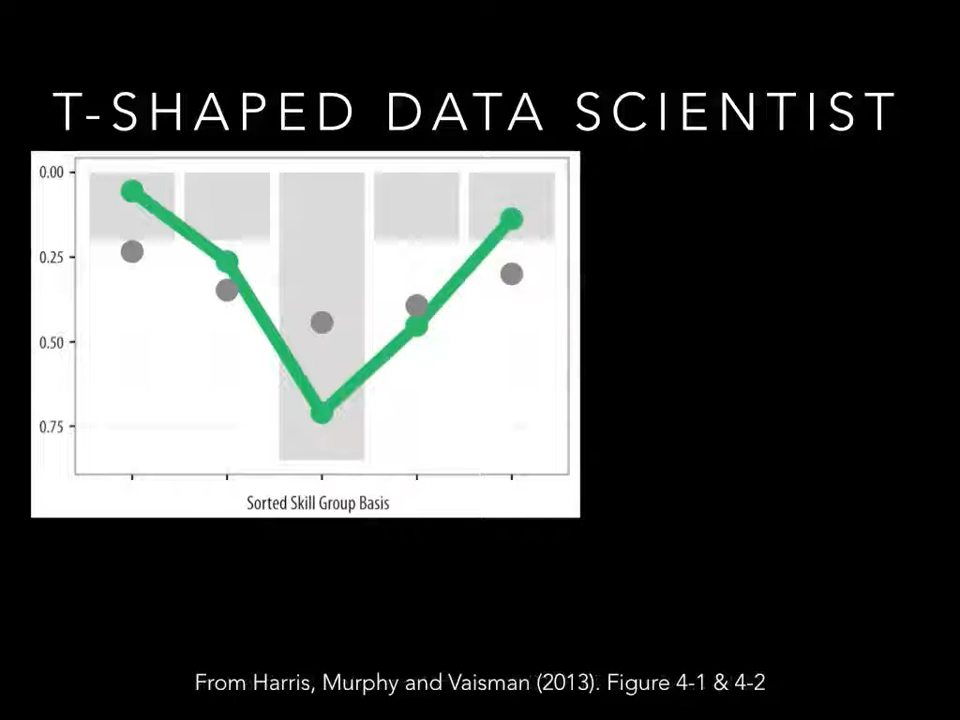 T-SHAPED DATA SCIENTIST
0.00
0.25
0.50
0.75
Sorted Skill Group Basis
From Harris, Murphy and Vaisman (2013). Figure 4-1 & 4-2